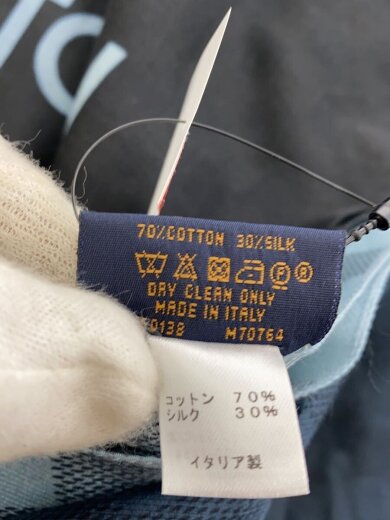 70%COTTON 30%SILK
DRY CLEAN ONLY
MADE IN ITALY
0138 M70764
コットン 70%
シルク 30%
イタリア製